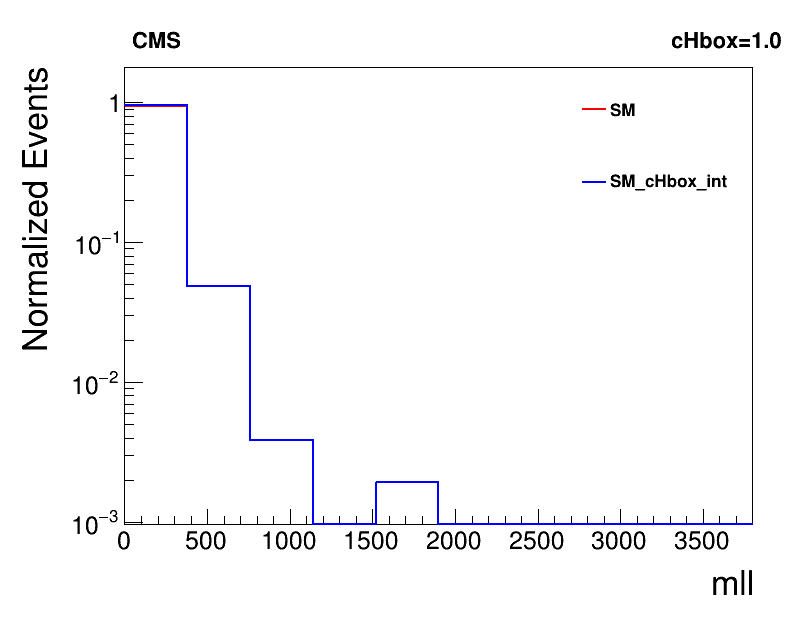 CMS
cHbox=1.0
Normalized Events
1
10⁻¹
10⁻²
10⁻³
SM
SM_cHbox_int
0 500 1000 1500 2000 2500 3000 3500
mll